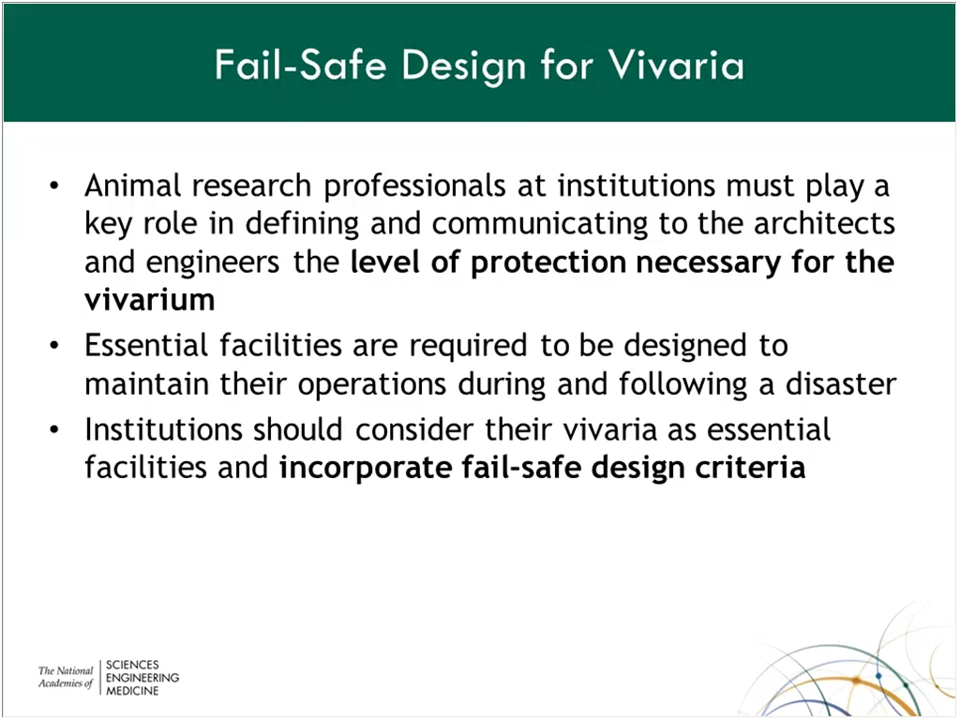 Fail-Safe Design for Vivaria
• Animal research professionals at institutions must play a
key role in defining and communicating to the architects
and engineers the level of protection necessary for the
vivarium
• Essential facilities are required to be designed to
maintain their operations during and following a disaster
• Institutions should consider their vivaria as essential
facilities and incorporate fail-safe design criteria
The National
Academies of
SCIENCES
ENGINEERING
MEDICINE